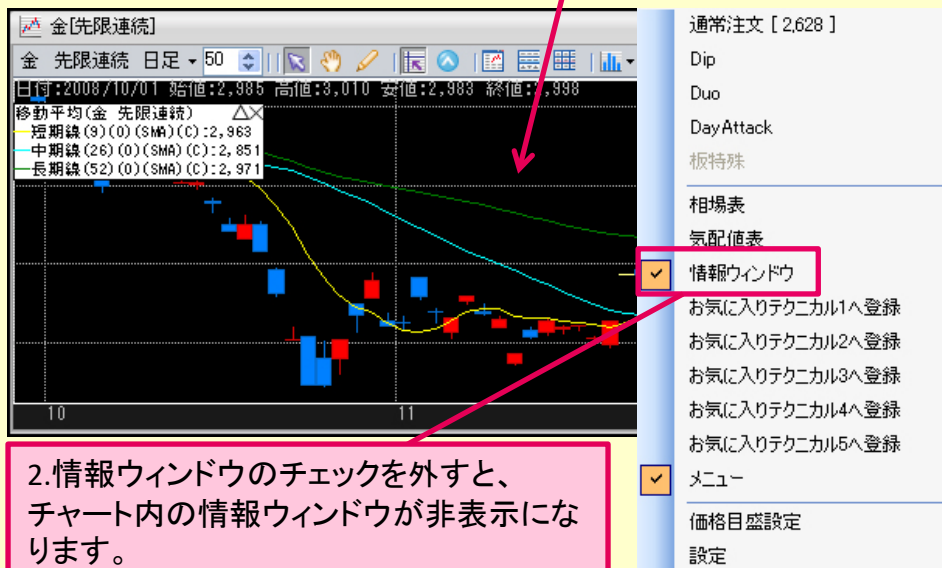 金[先限連続]
金 先限連続 日足 50
日付:2008/10/01 始値:2,985 高値:3,010 安値:2,983 終値:2,998
移動平均(金 先限連続) △×
短期線(9)(0)(SMA)(C):2,963
中期線(26)(0)(SMA)(C):2,851
長期線(52)(0)(SMA)(C):2,971
10 11
2.情報ウィンドウのチェックを外すと、
チャート内の情報ウィンドウが非表示にな
ります。
通常注文 [ 2,628 ]
Dip
Duo
DayAttack
板特殊
相場表
気配値表
情報ウィンドウ
お気に入りテクニカル1へ登録
お気に入りテクニカル2へ登録
お気に入りテクニカル3へ登録
お気に入りテクニカル4へ登録
お気に入りテクニカル5へ登録
メニュー
価格目盛設定
設定